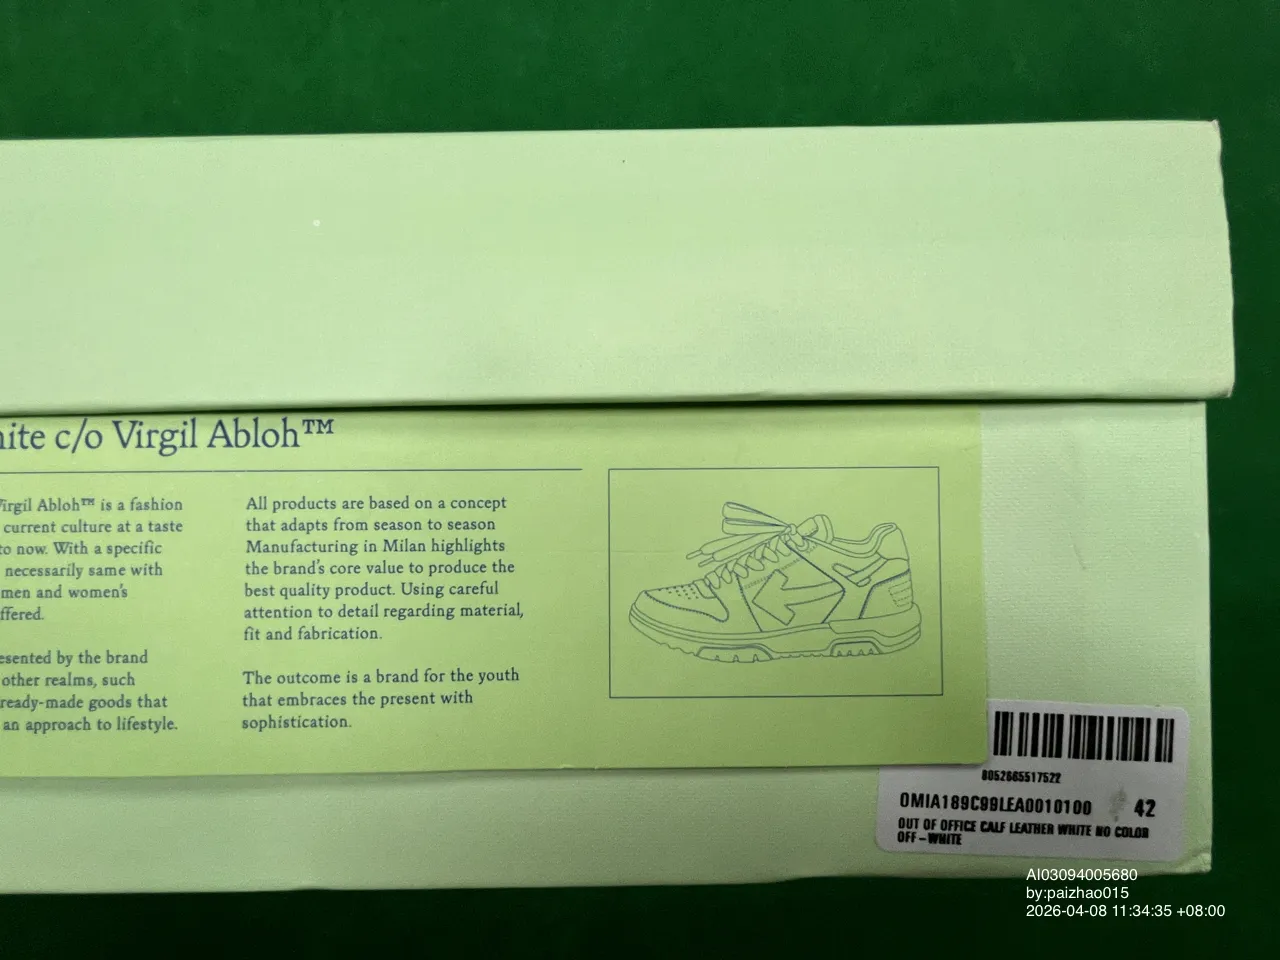 ite c/o Virgil Abloh™
Virgil Abloh™ is a fashion
current culture at a taste
to now. With a specific
necessarily same with
men and women's
ffered.
esented by the brand
other realms, such
ready-made goods that
an approach to lifestyle.
All products are based on a concept
that adapts from season to season
Manufacturing in Milan highlights
the brand's core value to produce the
best quality product. Using careful
attention to detail regarding material,
fit and fabrication.
The outcome is a brand for the youth
that embraces the present with
sophistication.
8052665517522
OMIA189C99LEA0010100 42
OUT OF OFFICE CALF LEATHER WHITE NO COLOR
OFF-WHITE
AI03094005680
by:paizhao015
2026-04-08 11:34:35 +08:00